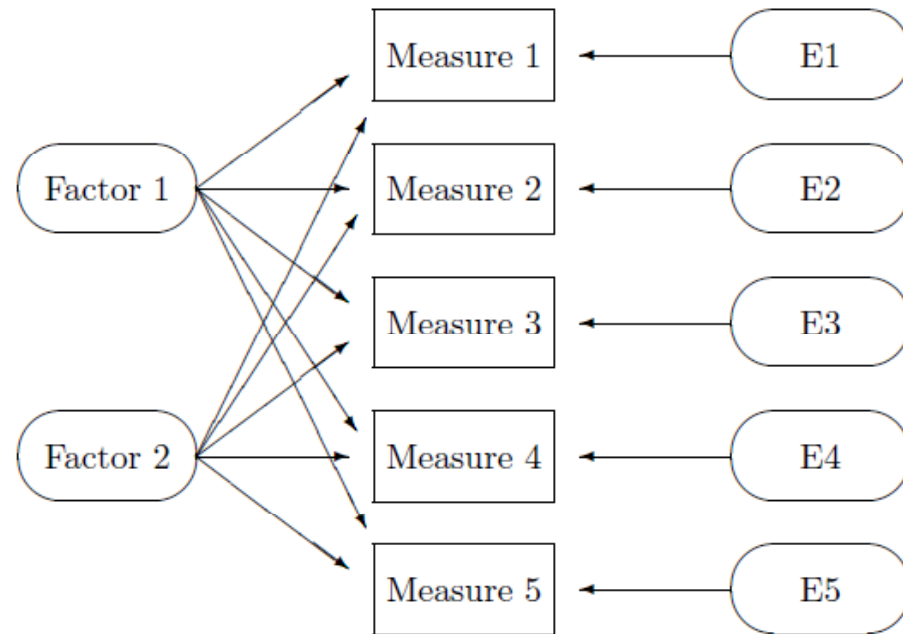 Measure 1
E1
Factor 1
Measure 2
E2
Measure 3
E3
Factor 2
Measure 4
E4
Measure 5
E5